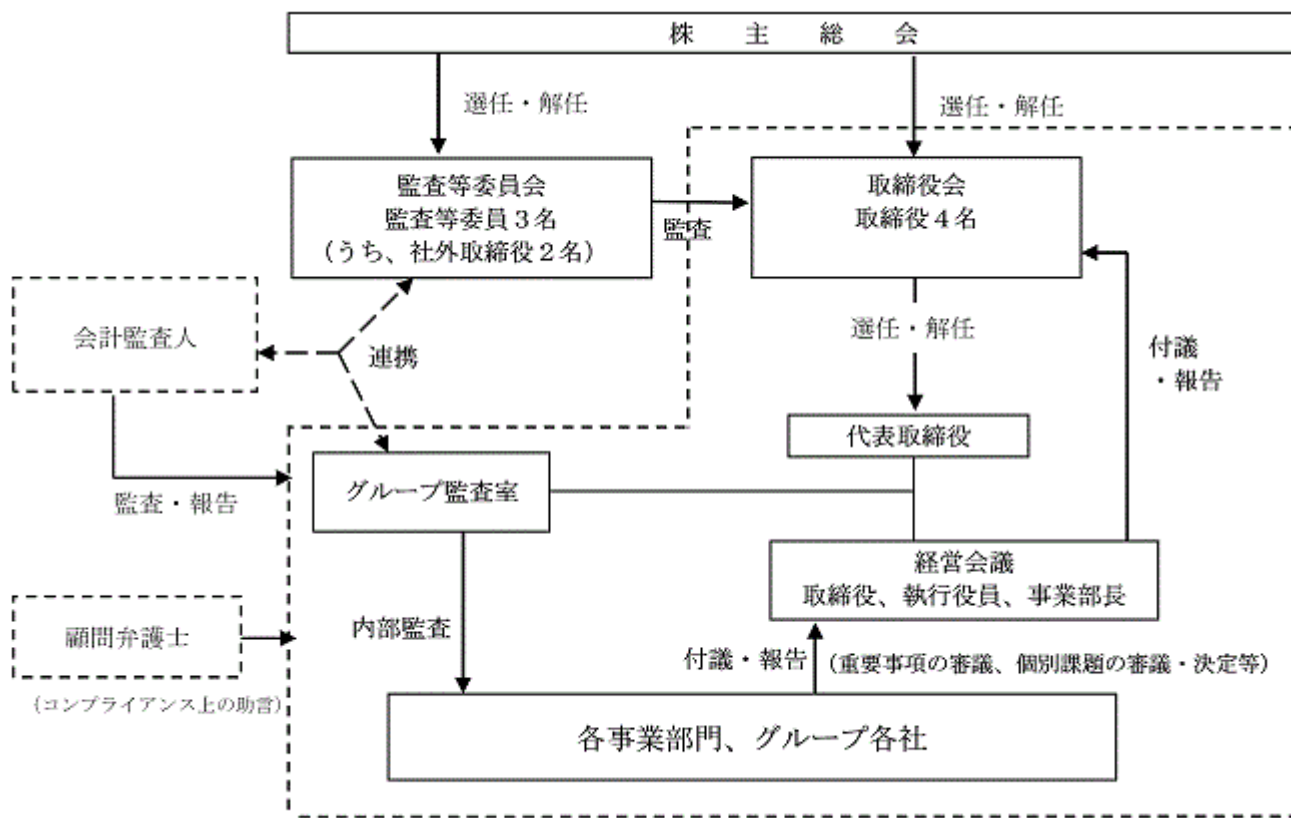 株主総会
選任・解任
選任・解任
監査等委員会
監査等委員3名
(うち、社外取締役2名)
監査
取締役会
取締役4名
会計監査人
連携
選任・解任
付議
・報告
代表取締役
グループ監査室
監査・報告
経営会議
取締役、執行役員、事業部長
顧問弁護士
内部監査
付議・報告
(重要事項の審議、個別課題の審議・決定等)
(コンプライアンス上の助言)
各事業部門、グループ各社